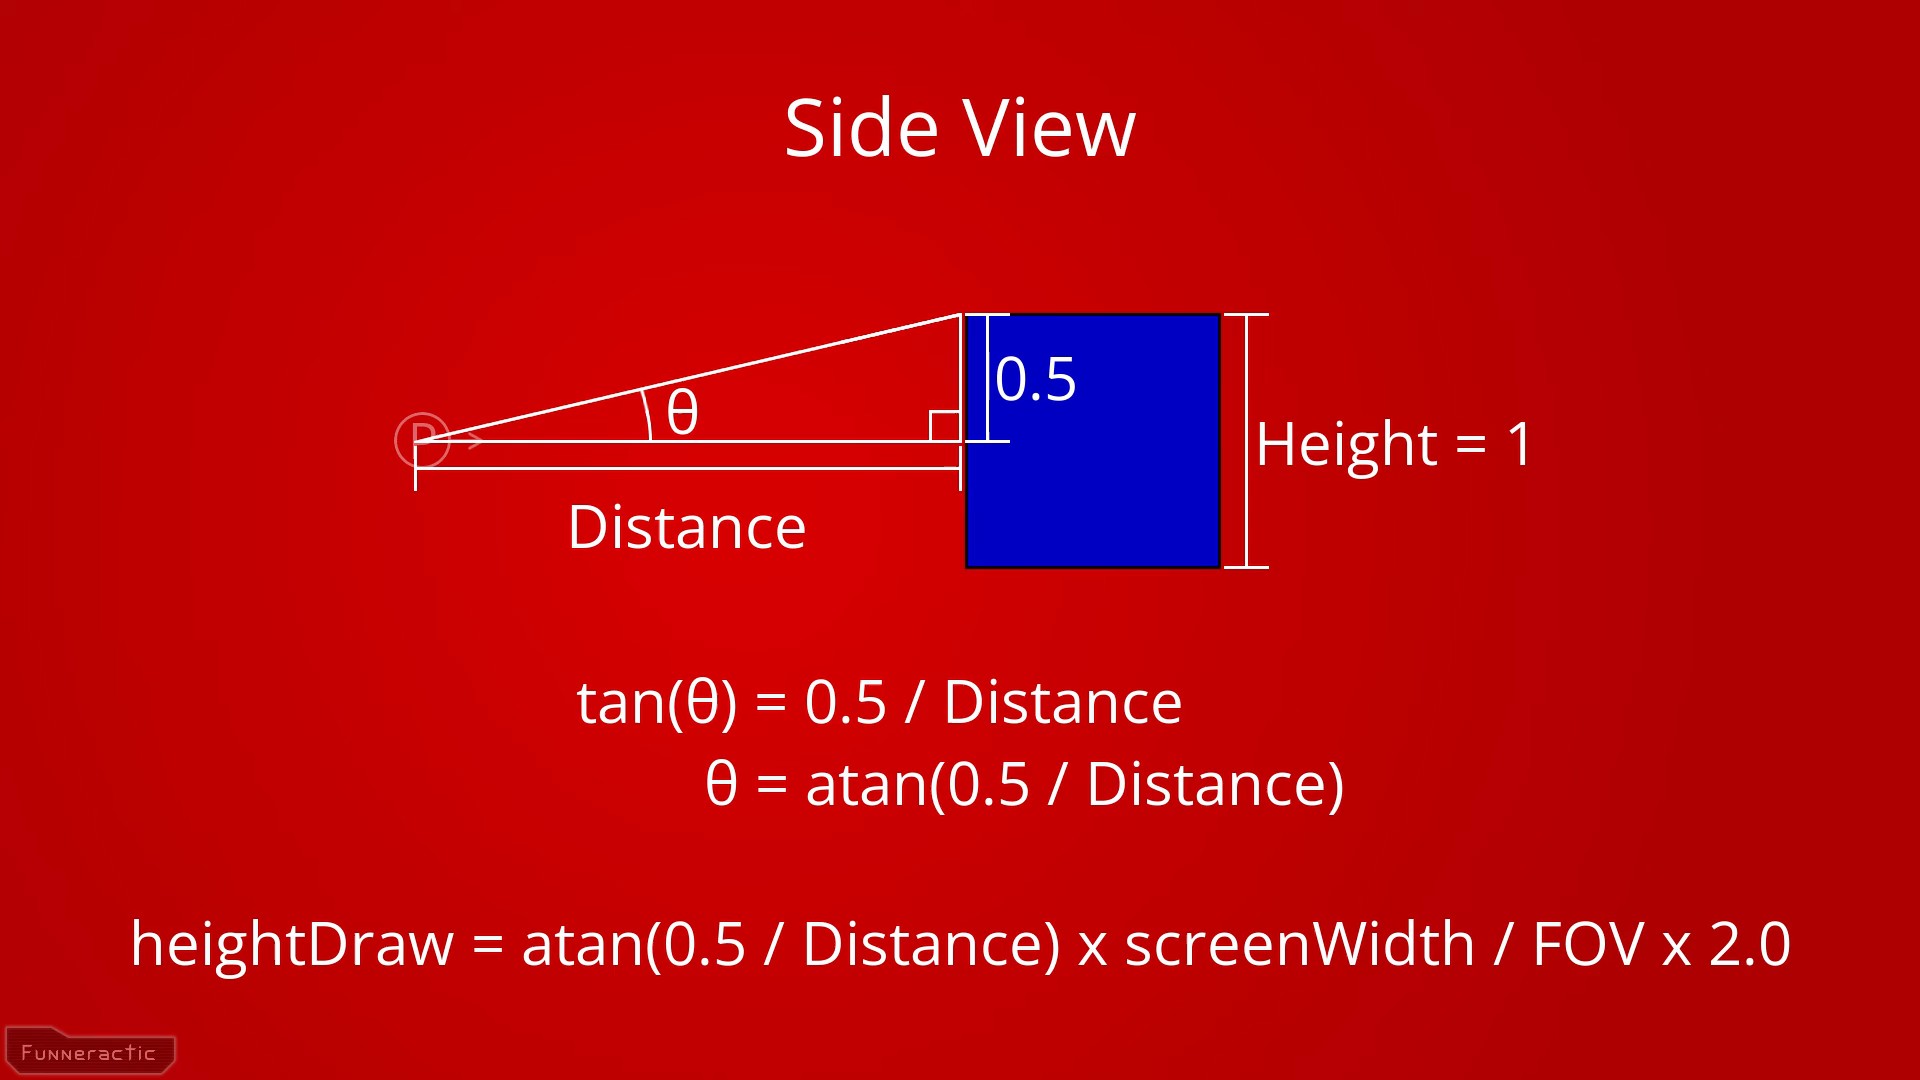 Side View
0.5
θ
P
Height = 1
Distance
tan(θ) = 0.5 / Distance
θ = atan(0.5 / Distance)
heightDraw = atan(0.5 / Distance) x screenWidth / FOV x 2.0
Funneractic